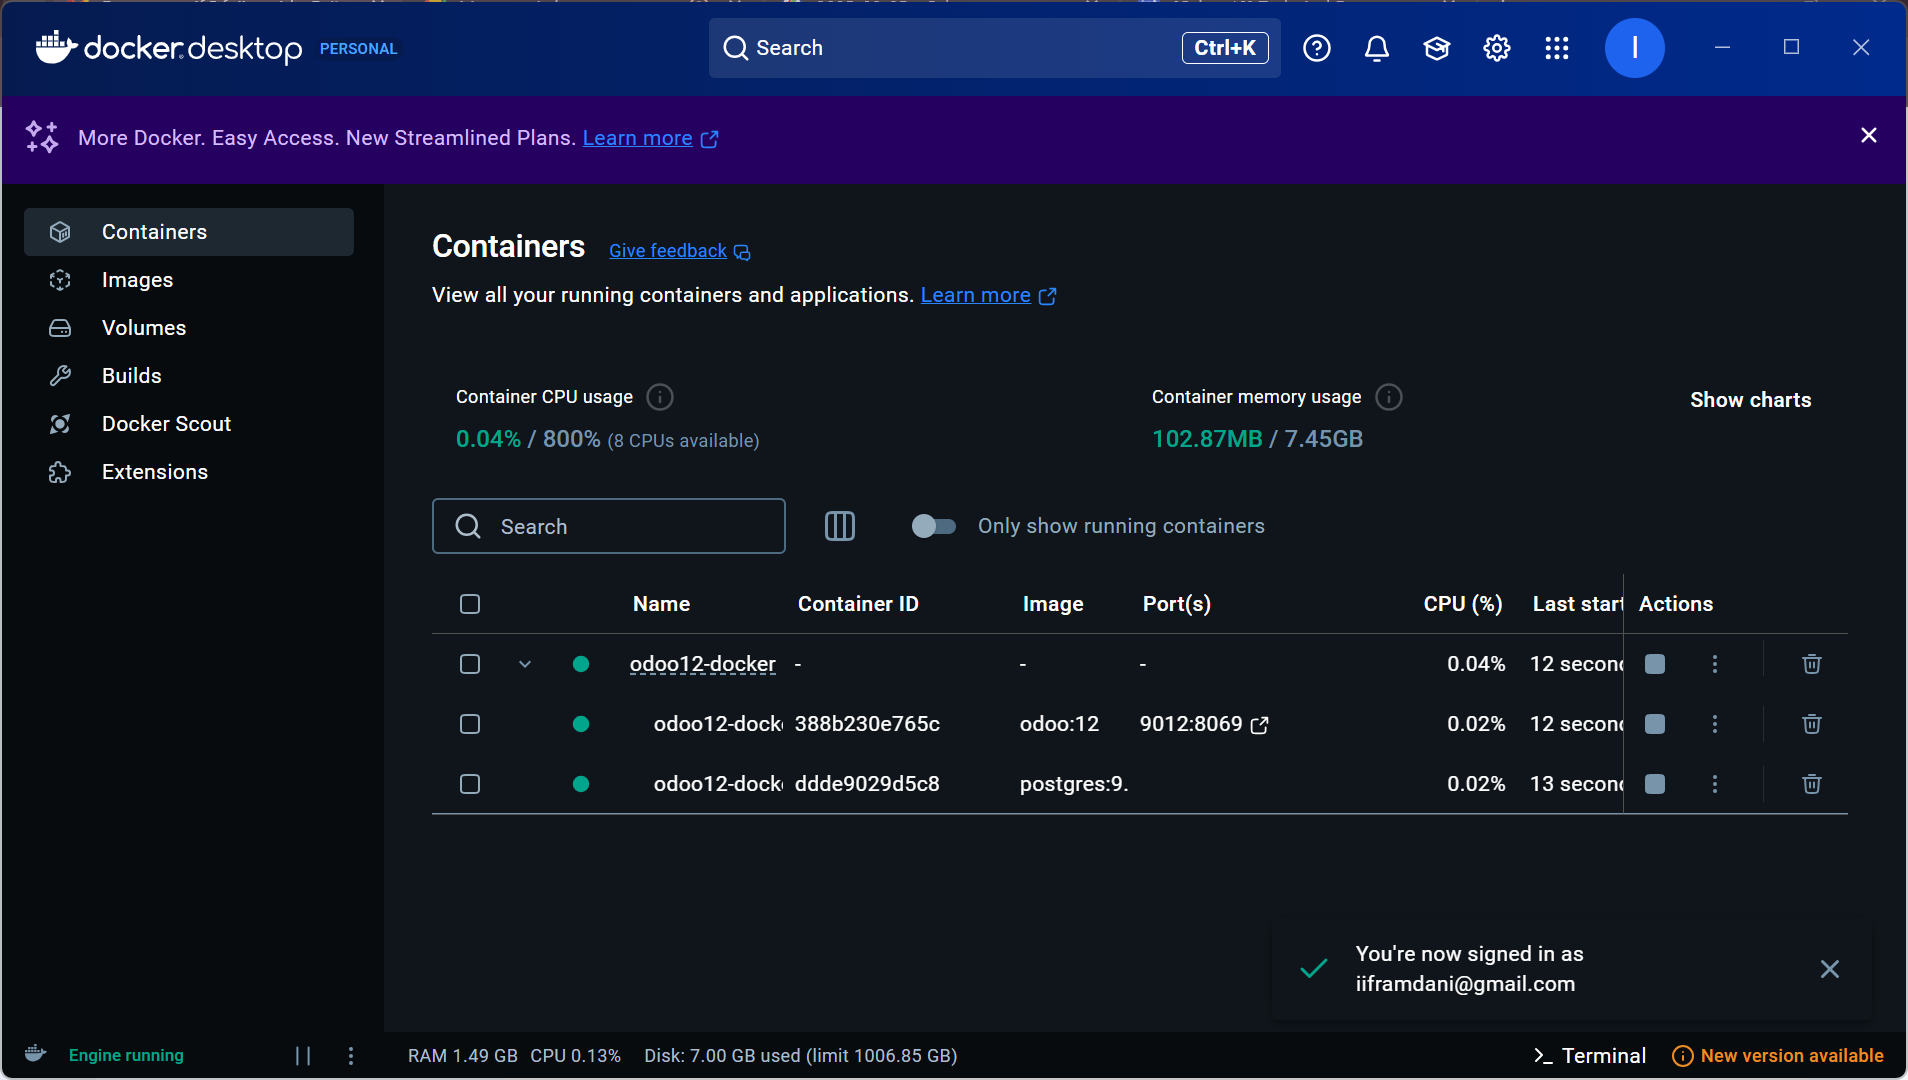 docker desktop PERSONAL
Search Ctrl+K
I
More Docker. Easy Access. New Streamlined Plans. Learn more
Containers
Images
Volumes
Builds
Docker Scout
Extensions
Containers Give feedback
View all your running containers and applications. Learn more
Container CPU usage
0.04% / 800% (8 CPUs available)
Container memory usage
102.87MB / 7.45GB
Show charts
Search
Only show running containers
Name Container ID Image Port(s) CPU (%) Last start Actions
odoo12-docker - - - 0.04% 12 second
odoo12-dock 388b230e765c odoo:12 9012:8069 0.02% 12 second
odoo12-dock ddde9029d5c8 postgres:9. 0.02% 13 second
You're now signed in as
iiframdani@gmail.com
Engine running
RAM 1.49 GB CPU 0.13% Disk: 7.00 GB used (limit 1006.85 GB)
Terminal
New version available